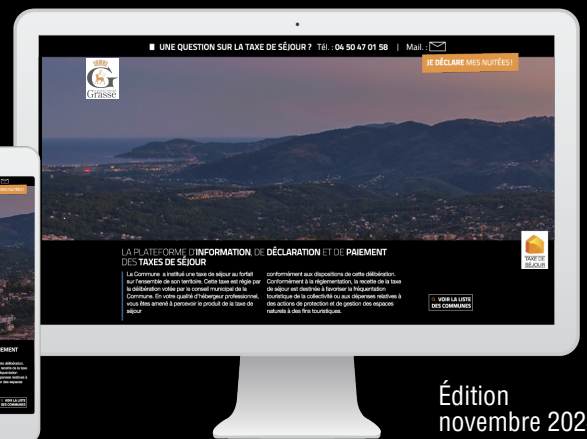 UNE QUESTION SUR LA TAXE DE SÉJOUR ? Tél. : 04 50 47 01 58 | Mail. :
JE DÉCLARE MES NUITÉES !
Grasse
LA PLATEFORME D'INFORMATION, DE DÉCLARATION ET DE PAIEMENT
DES TAXES DE SÉJOUR
La Commune a institué une taxe de séjour au forfait
sur l'ensemble de son territoire. Cette taxe est régie par
la délibération votée par le conseil municipal de la
Commune. En votre qualité d'hébergeur professionnel,
vous êtes amené à percevoir le produit de la taxe de
séjour
conformément aux dispositions de cette délibération.
Conformément à la réglementation, la recette de la taxe
de séjour est destinée à favoriser la fréquentation
touristique de la collectivité ou aux dépenses relatives à
des actions de protection et de gestion des espaces
naturels à des fins touristiques.
TAXE DE
SÉJOUR
VOIR LA LISTE
DES COMMUNES
Édition
novembre 202